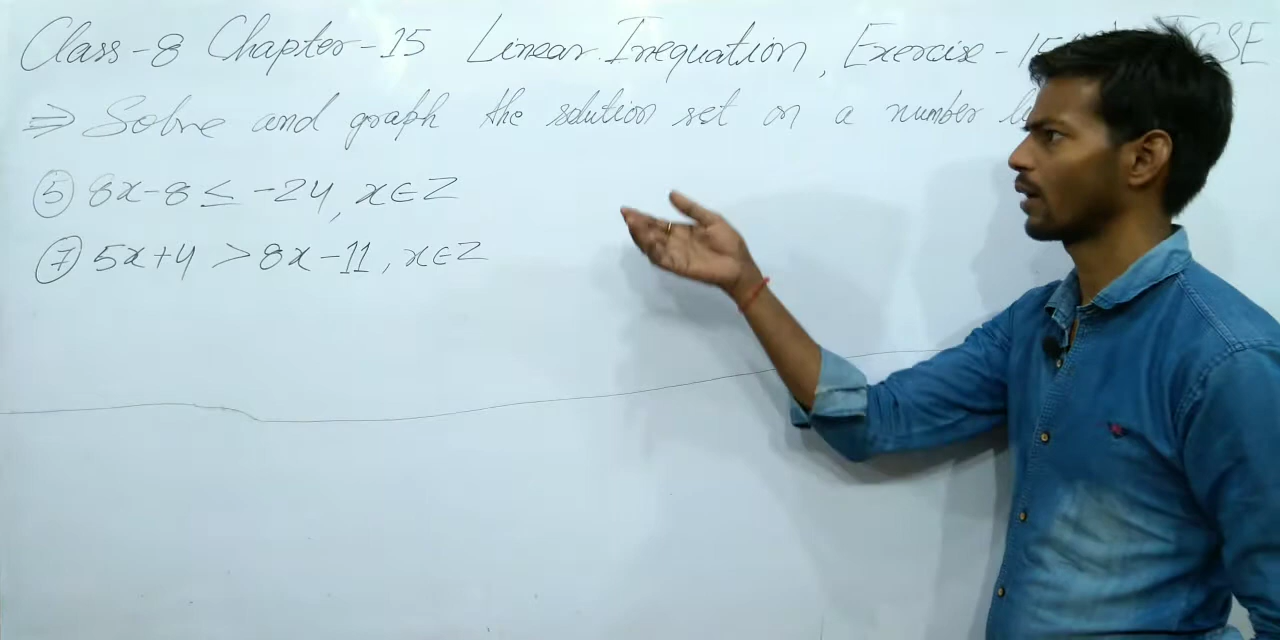 Class-8 Chapter-15 Linear Inequation, Exercise-
⇒ Solve and graph the solution set on a number
⑤ 8x-8 ≤ -24, x∈Z
⑦ 5x+4 > 8x-11, x∈Z